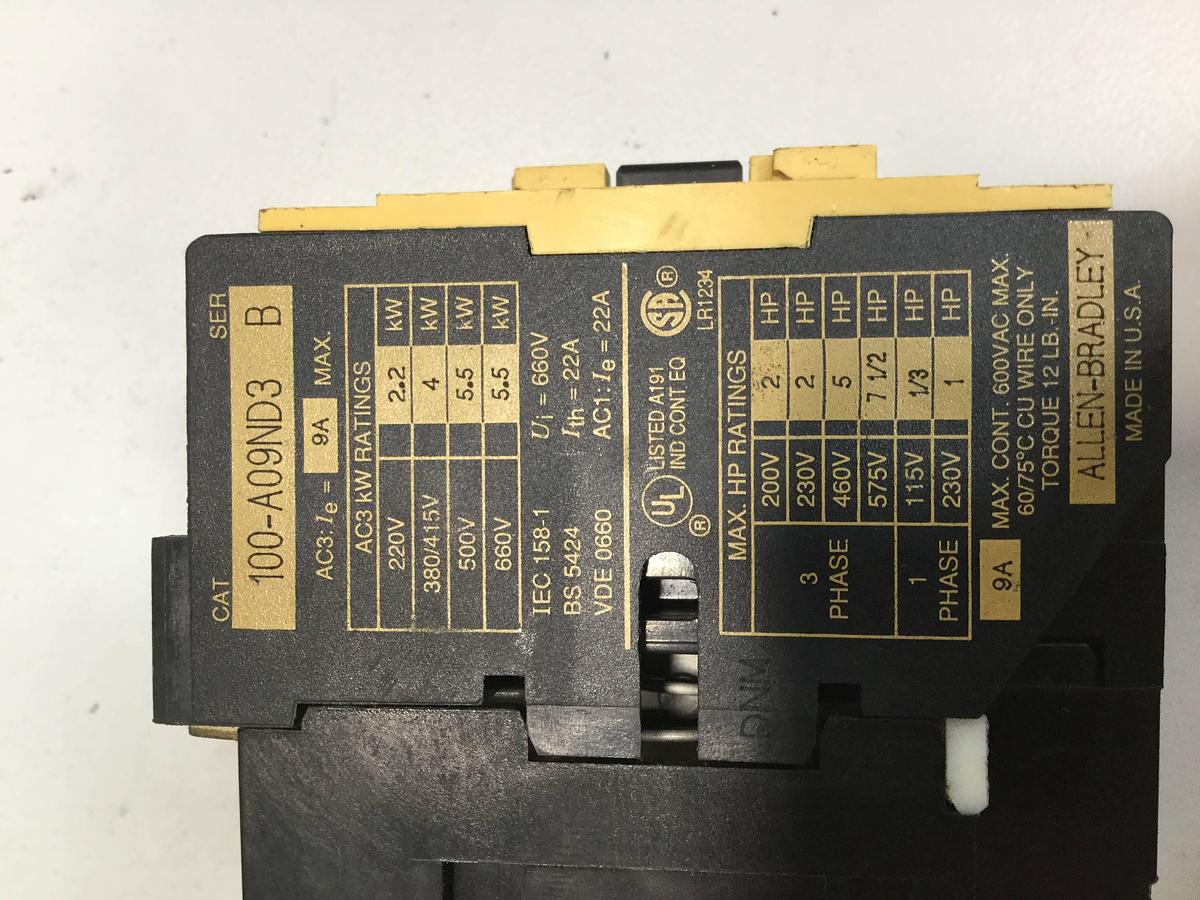 CAT SER
100-A09ND3 B
AC3:Ie = 9A MAX.
AC3 kW RATINGS
220V 2.2 kW
380/415V 4 kW
500V 5.5 kW
660V 5.5 kW
IEC 158-1 Ui = 660V
BS 5424 Ith = 22A
VDE 0660 AC1: Ie = 22A
UL ® LISTED A191
IND CONT EQ
SA ®
LR1234
MAX. HP RATINGS
3 PHASE
200V 2 HP
230V 2 HP
460V 5 HP
575V 7 1/2 HP
1 PHASE
115V 1/3 HP
230V 1 HP
9A MAX. CONT. 600VAC MAX.
60/75°C CU WIRE ONLY
TORQUE 12 LB.-IN.
ALLEN-BRADLEY
MADE IN U.S.A.
DNM